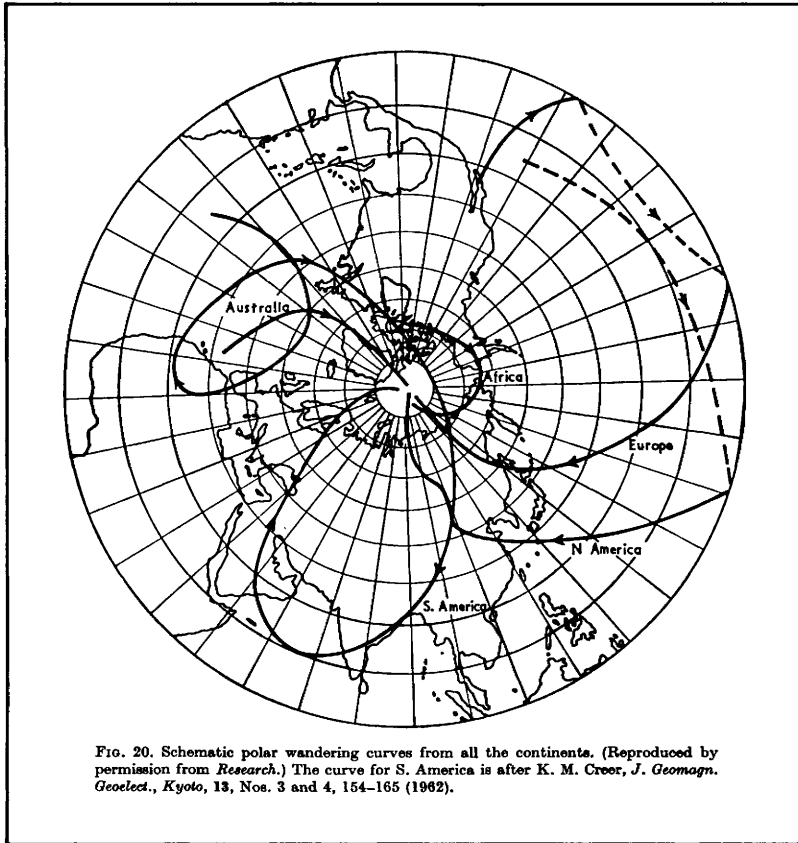 Australia
Africa
Europe
N America
S. America
FIG. 20. Schematic polar wandering curves from all the continents. (Reproduced by
permission from Research.) The curve for S. America is after K. M. Creer, J. Geomagn.
Geoelect., Kyoto, 13, Nos. 3 and 4, 154–165 (1962).